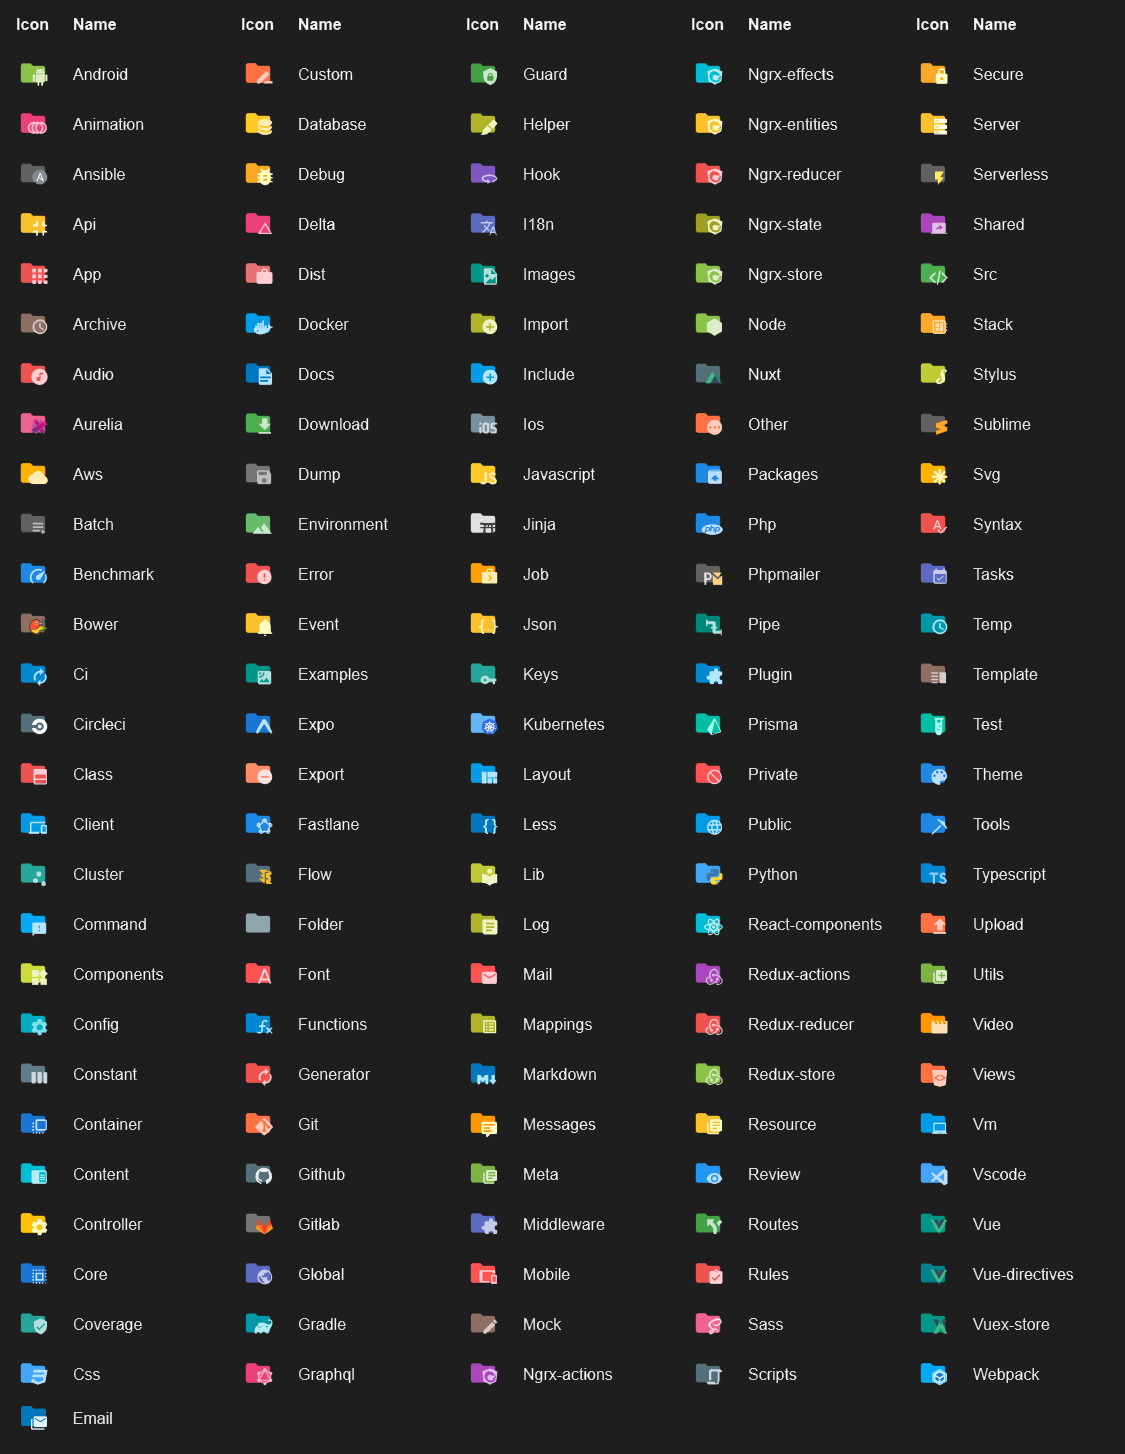 Icon Name Icon Name Icon Name Icon Name Icon Name
Android Custom Guard Ngrx-effects Secure
Animation Database Helper Ngrx-entities Server
Ansible Debug Hook Ngrx-reducer Serverless
Api Delta I18n Ngrx-state Shared
App Dist Images Ngrx-store Src
Archive Docker Import Node Stack
Audio Docs Include Nuxt Stylus
Aurelia Download Ios Other Sublime
Aws Dump Javascript Packages Svg
Batch Environment Jinja Php Syntax
Benchmark Error Job Phpmailer Tasks
Bower Event Json Pipe Temp
Ci Examples Keys Plugin Template
Circleci Expo Kubernetes Prisma Test
Class Export Layout Private Theme
Client Fastlane Less Public Tools
Cluster Flow Lib Python Typescript
Command Folder Log React-components Upload
Components Font Mail Redux-actions Utils
Config Functions Mappings Redux-reducer Video
Constant Generator Markdown Redux-store Views
Container Git Messages Resource Vm
Content Github Meta Review Vscode
Controller Gitlab Middleware Routes Vue
Core Global Mobile Rules Vue-directives
Coverage Gradle Mock Sass Vuex-store
Css Graphql Ngrx-actions Scripts Webpack
Email